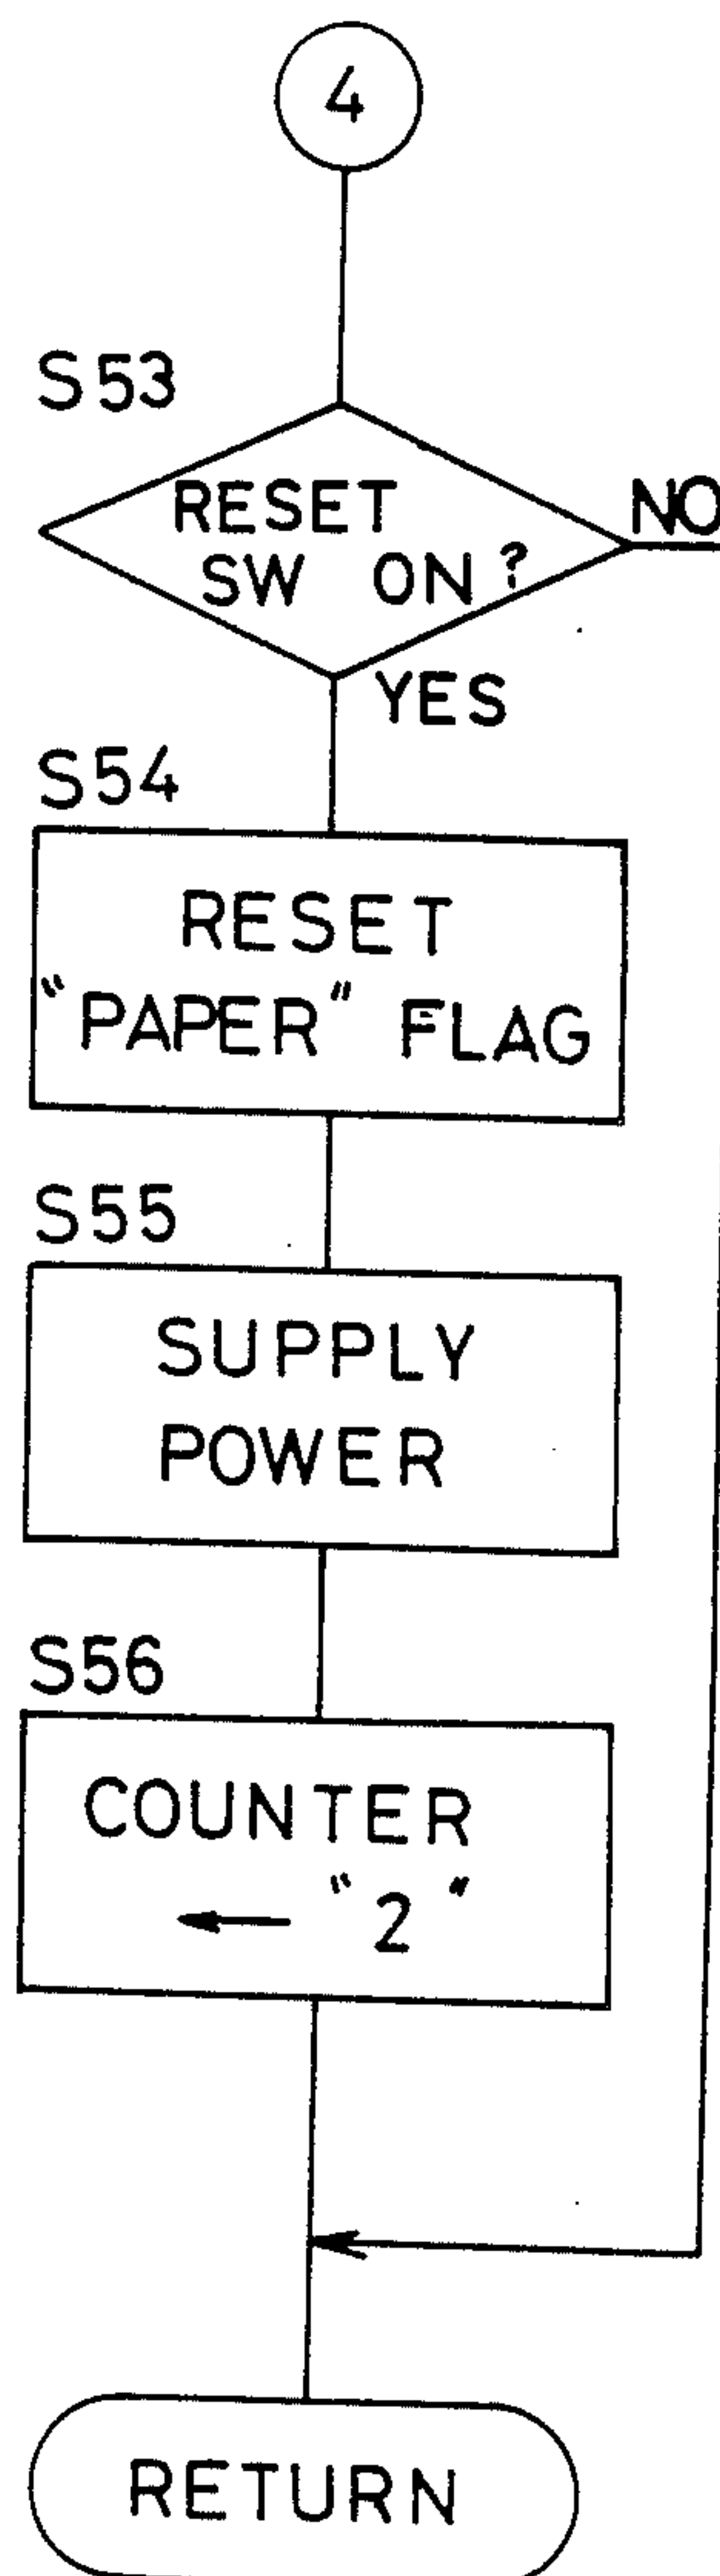 4
S53
RESET
SW ON?
NO
YES
S54
RESET
"PAPER" FLAG
S55
SUPPLY
POWER
S56
COUNTER
← "2"
RETURN